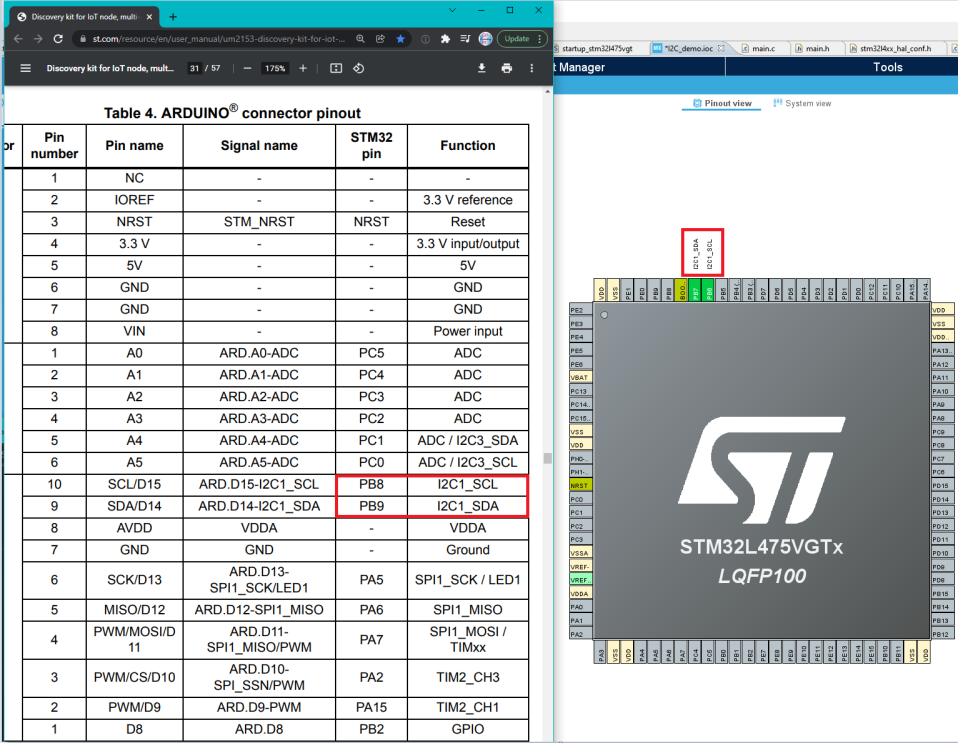 Discovery kit for IoT node, multi
Update
st.com/resource/en/user_manual/um2153-discovery-kit-for-iot-...
Discovery kit for IoT node, mult...
31 / 57
175%
Table 4. ARDUINO® connector pinout
or Pin number Pin name Signal name STM32 pin Function
1 NC - - -
2 IOREF - - 3.3 V reference
3 NRST STM_NRST NRST Reset
4 3.3 V - - 3.3 V input/output
5 5V - - 5V
6 GND - - GND
7 GND - - GND
8 VIN - - Power input
1 A0 ARD.A0-ADC PC5 ADC
2 A1 ARD.A1-ADC PC4 ADC
3 A2 ARD.A2-ADC PC3 ADC
4 A3 ARD.A3-ADC PC2 ADC
5 A4 ARD.A4-ADC PC1 ADC / I2C3_SDA
6 A5 ARD.A5-ADC PC0 ADC / I2C3_SCL
10 SCL/D15 ARD.D15-I2C1_SCL PB8 I2C1_SCL
9 SDA/D14 ARD.D14-I2C1_SDA PB9 I2C1_SDA
8 AVDD VDDA - VDDA
7 GND GND - Ground
6 SCK/D13 ARD.D13-SPI1_SCK/LED1 PA5 SPI1_SCK / LED1
5 MISO/D12 ARD.D12-SPI1_MISO PA6 SPI1_MISO
4 PWM/MOSI/D11 ARD.D11-SPI1_MISO/PWM PA7 SPI1_MOSI / TIMxx
3 PWM/CS/D10 ARD.D10-SPI_SSN/PWM PA2 TIM2_CH3
2 PWM/D9 ARD.D9-PWM PA15 TIM2_CH1
1 D8 ARD.D8 PB2 GPIO
startup_stm32l475vgt
*I2C_demo.ioc
main.c
main.h
stm32l4xx_hal_conf.h
t Manager
Tools
Pinout view
System view
I2C1_SDA
I2C1_SCL
VDD
VSS
PE1
PE0
PB9
PB8
BOO..
PB7
PB6
PB5
PB4(..
PB3(..
PD7
PD6
PD5
PD4
PD3
PD2
PD1
PD0
PC12
PC11
PC10
PA15..
PA14..
PE2
PE3
PE4
PE5
PE6
VBAT
PC13
PC14..
PC15..
VSS
VDD
PH0-..
PH1-..
NRST
PC0
PC1
PC2
PC3
VSSA
VREF-
VREF..
VDDA
PA0
PA1
PA2
VDD
VSS
VDD..
PA13..
PA12
PA11
PA10
PA9
PA8
PC9
PC8
PC7
PC6
PD15
PD14
PD13
PD12
PD11
PD10
PD9
PD8
PB15
PB14
PB13
PB12
ST
STM32L475VGTx
LQFP100
PA3
VSS
VDD
PA4
PA5
PA6
PA7
PC4
PC5
PB0
PB1
PB2
PE7
PE8
PE9
PE10
PE11
PE12
PE13
PE14
PE15
PB10
PB11
VSS
VDD